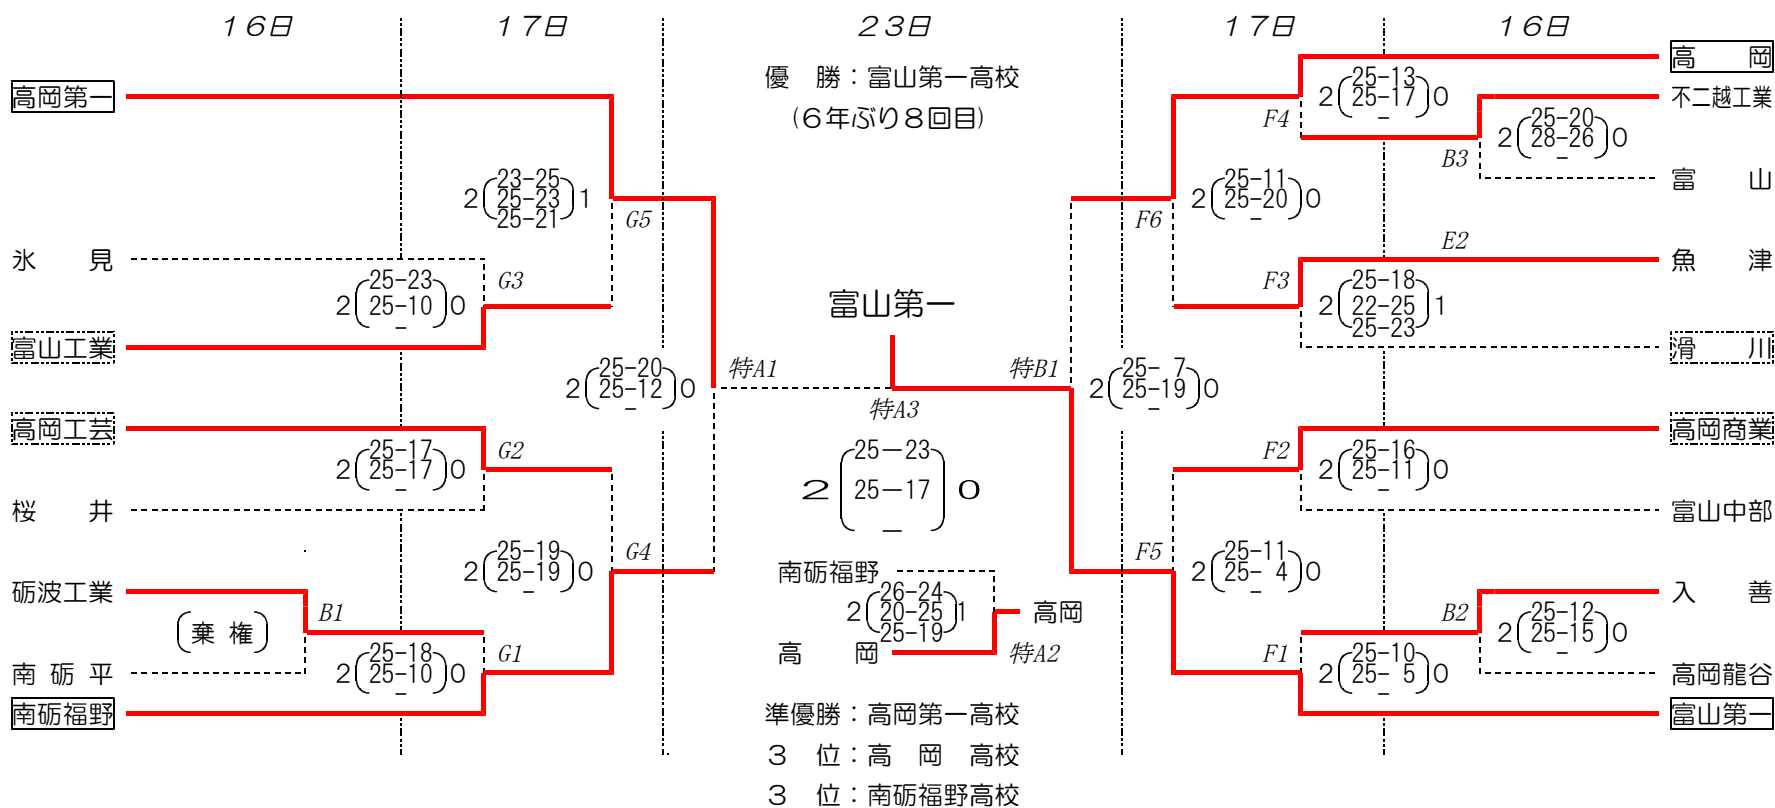 16日 17日 23日 17日 16日
優 勝：富山第一高校
(6年ぶり8回目)
高岡第一
2 ( 23-25 25-23 25-21 ) 1
G5
氷 見
2 ( 25-23 25-10 - ) 0
G3
富山工業
2 ( 25-20 25-12 - ) 0
特A1
高岡工芸
2 ( 25-17 25-17 - ) 0
G2
桜 井
2 ( 25-19 25-19 - ) 0
G4
砺波工業
(棄 権)
B1
南 砺 平
2 ( 25-18 25-10 - ) 0
G1
南砺福野
富山第一
特A3
2 ( 25-23 25-17 - ) 0
南砺福野
2 ( 26-24 20-25 25-19 ) 1
高岡
高 岡
特A2
準優勝：高岡第一高校
3 位：高 岡 高校
3 位：南砺福野高校
高 岡
2 ( 25-13 25-17 - ) 0
F4
不二越工業
2 ( 25-20 28-26 - ) 0
B3
富 山
2 ( 25-11 25-20 - ) 0
F6
E2
魚 津
2 ( 25-18 22-25 25-23 ) 1
F3
滑 川
特B1
2 ( 25- 7 25-19 - ) 0
高岡商業
2 ( 25-16 25-11 - ) 0
F2
富山中部
2 ( 25-11 25- 4 - ) 0
F5
入 善
2 ( 25-12 25-15 - ) 0
B2
高岡龍谷
2 ( 25-10 25- 5 - ) 0
F1
富山第一